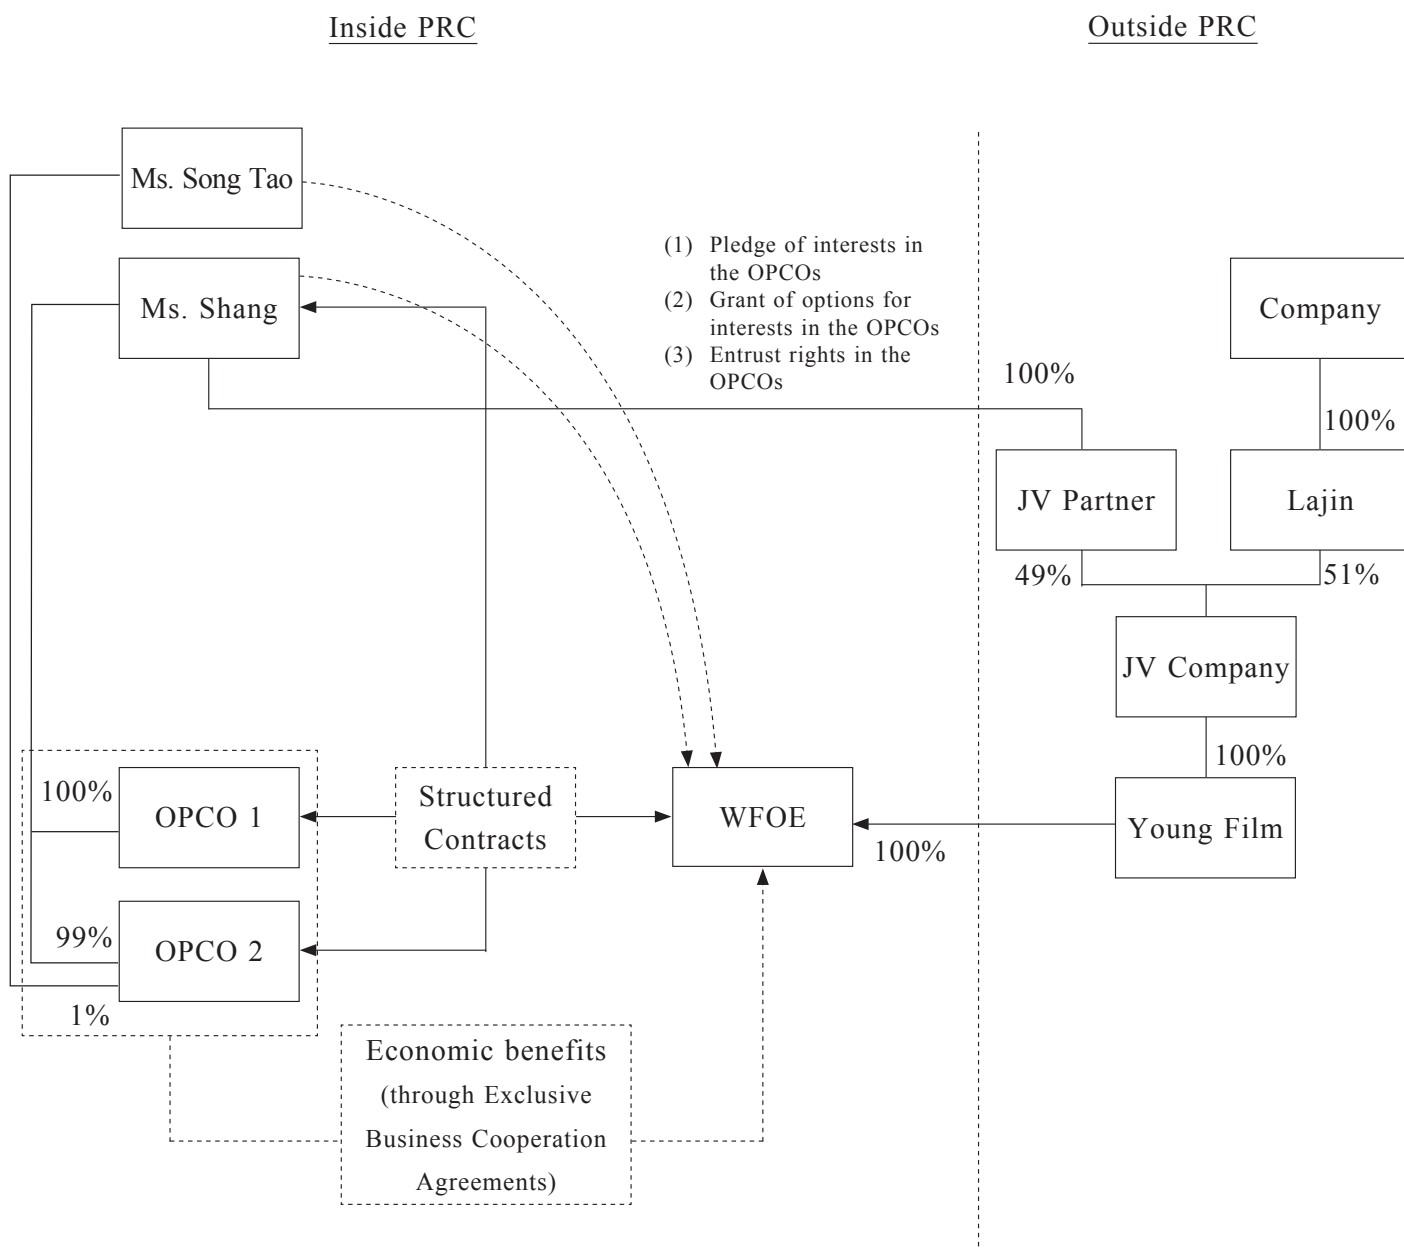 Inside PRC
Outside PRC
Ms. Song Tao
(1) Pledge of interests in
the OPCOs
(2) Grant of options for
interests in the OPCOs
(3) Entrust rights in the
OPCOs
Ms. Shang
Company
100%
100%
JV Partner
Lajin
49%
51%
JV Company
100%
100%
OPCO 1
Structured
Contracts
WFOE
Young Film
100%
99%
OPCO 2
1%
Economic benefits
(through Exclusive
Business Cooperation
Agreements)